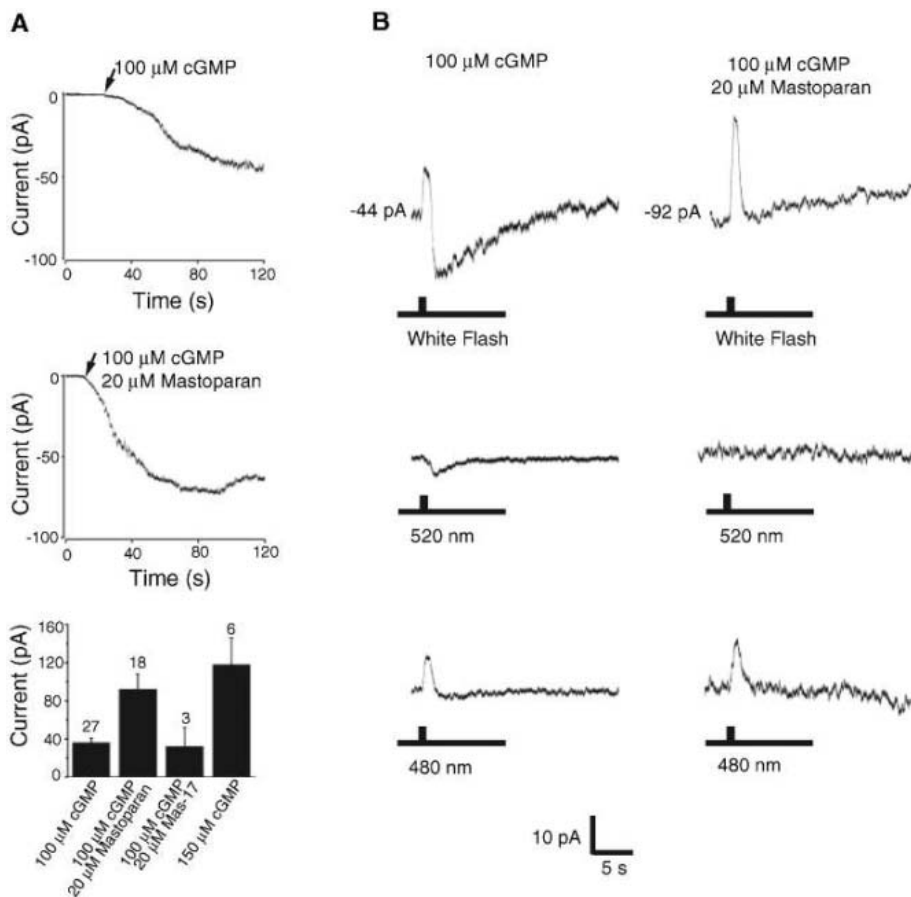 A
100 µM cGMP
0
-50
-100
Current (pA)
0 40 80 120
Time (s)
100 µM cGMP
20 µM Mastoparan
0
-50
-100
Current (pA)
0 40 80 120
Time (s)
160
120
80
40
0
Current (pA)
27
18
3
6
100 µM cGMP
100 µM cGMP
20 µM Mastoparan
100 µM cGMP
20 µM Mas-17
150 µM cGMP
B
100 µM cGMP
100 µM cGMP
20 µM Mastoparan
-44 pA
-92 pA
White Flash
White Flash
520 nm
520 nm
480 nm
480 nm
10 pA
5 s